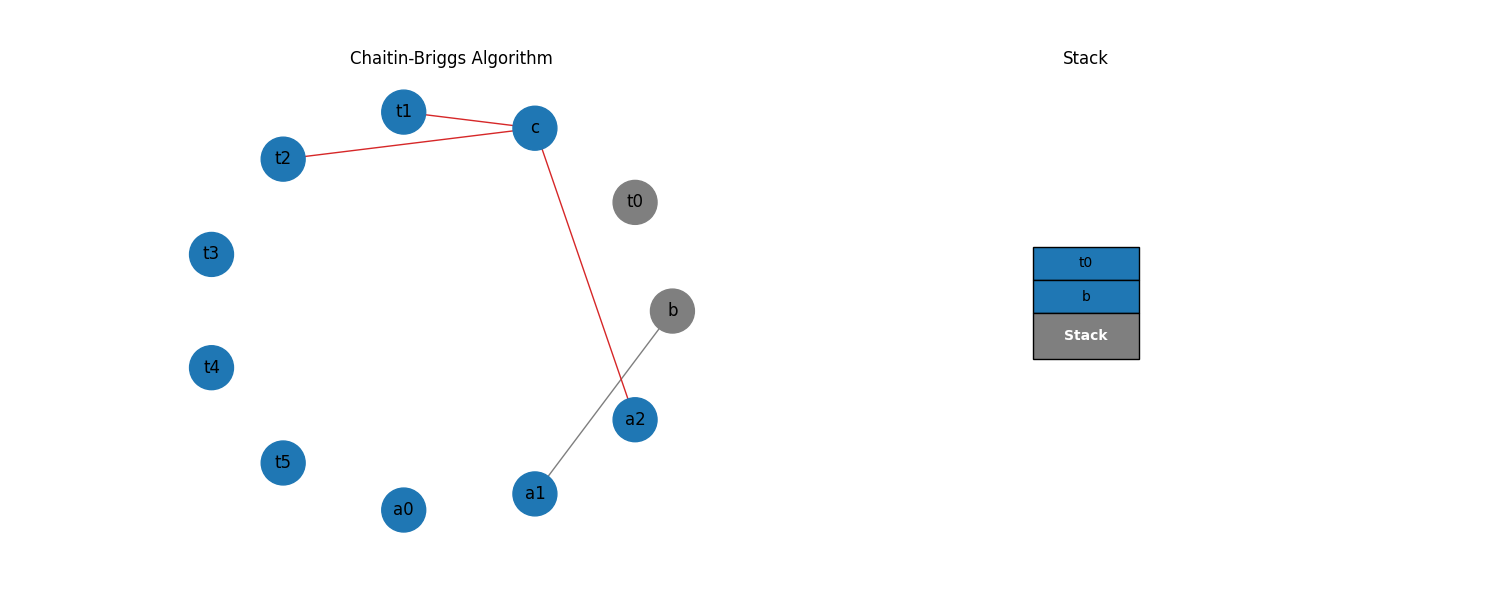 Chaitin-Briggs Algorithm
t1
c
t2
t0
t3
b
t4
a2
t5
a1
a0
Stack
t0
b
Stack